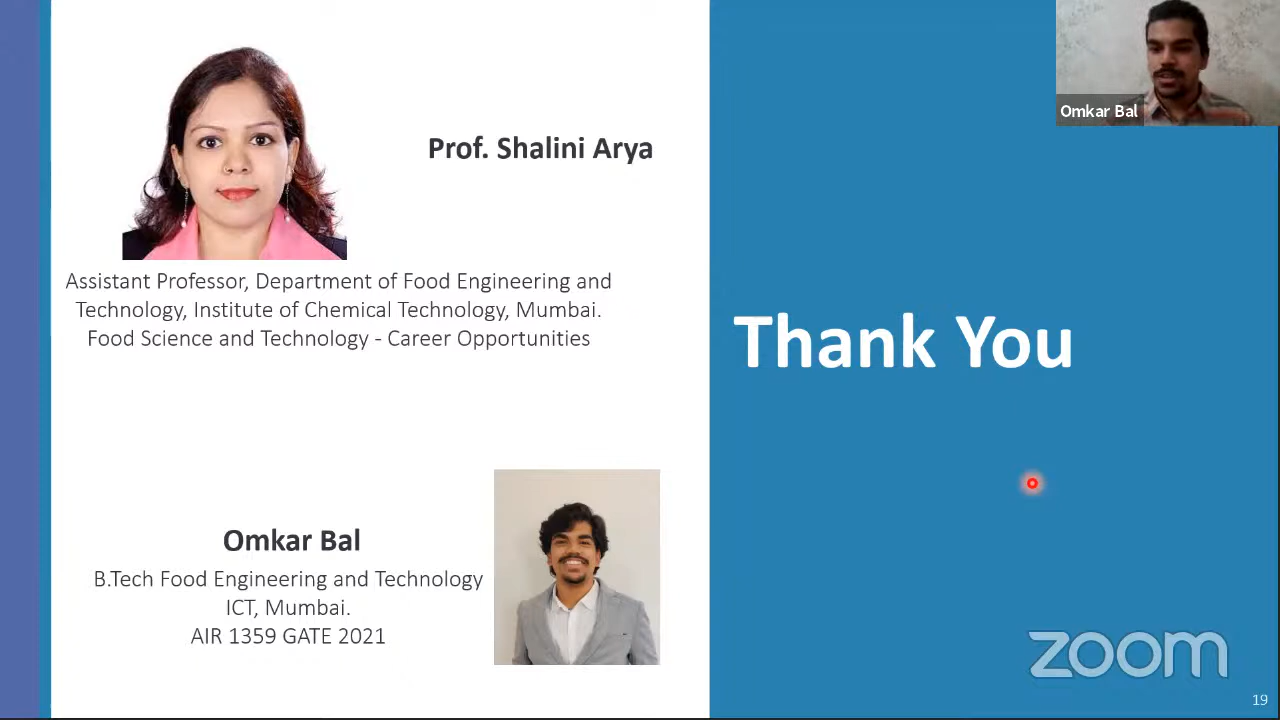 Omkar Bal
Prof. Shalini Arya
Assistant Professor, Department of Food Engineering and
Technology, Institute of Chemical Technology, Mumbai.
Food Science and Technology - Career Opportunities
Thank You
Omkar Bal
B.Tech Food Engineering and Technology
ICT, Mumbai.
AIR 1359 GATE 2021
zoom
19